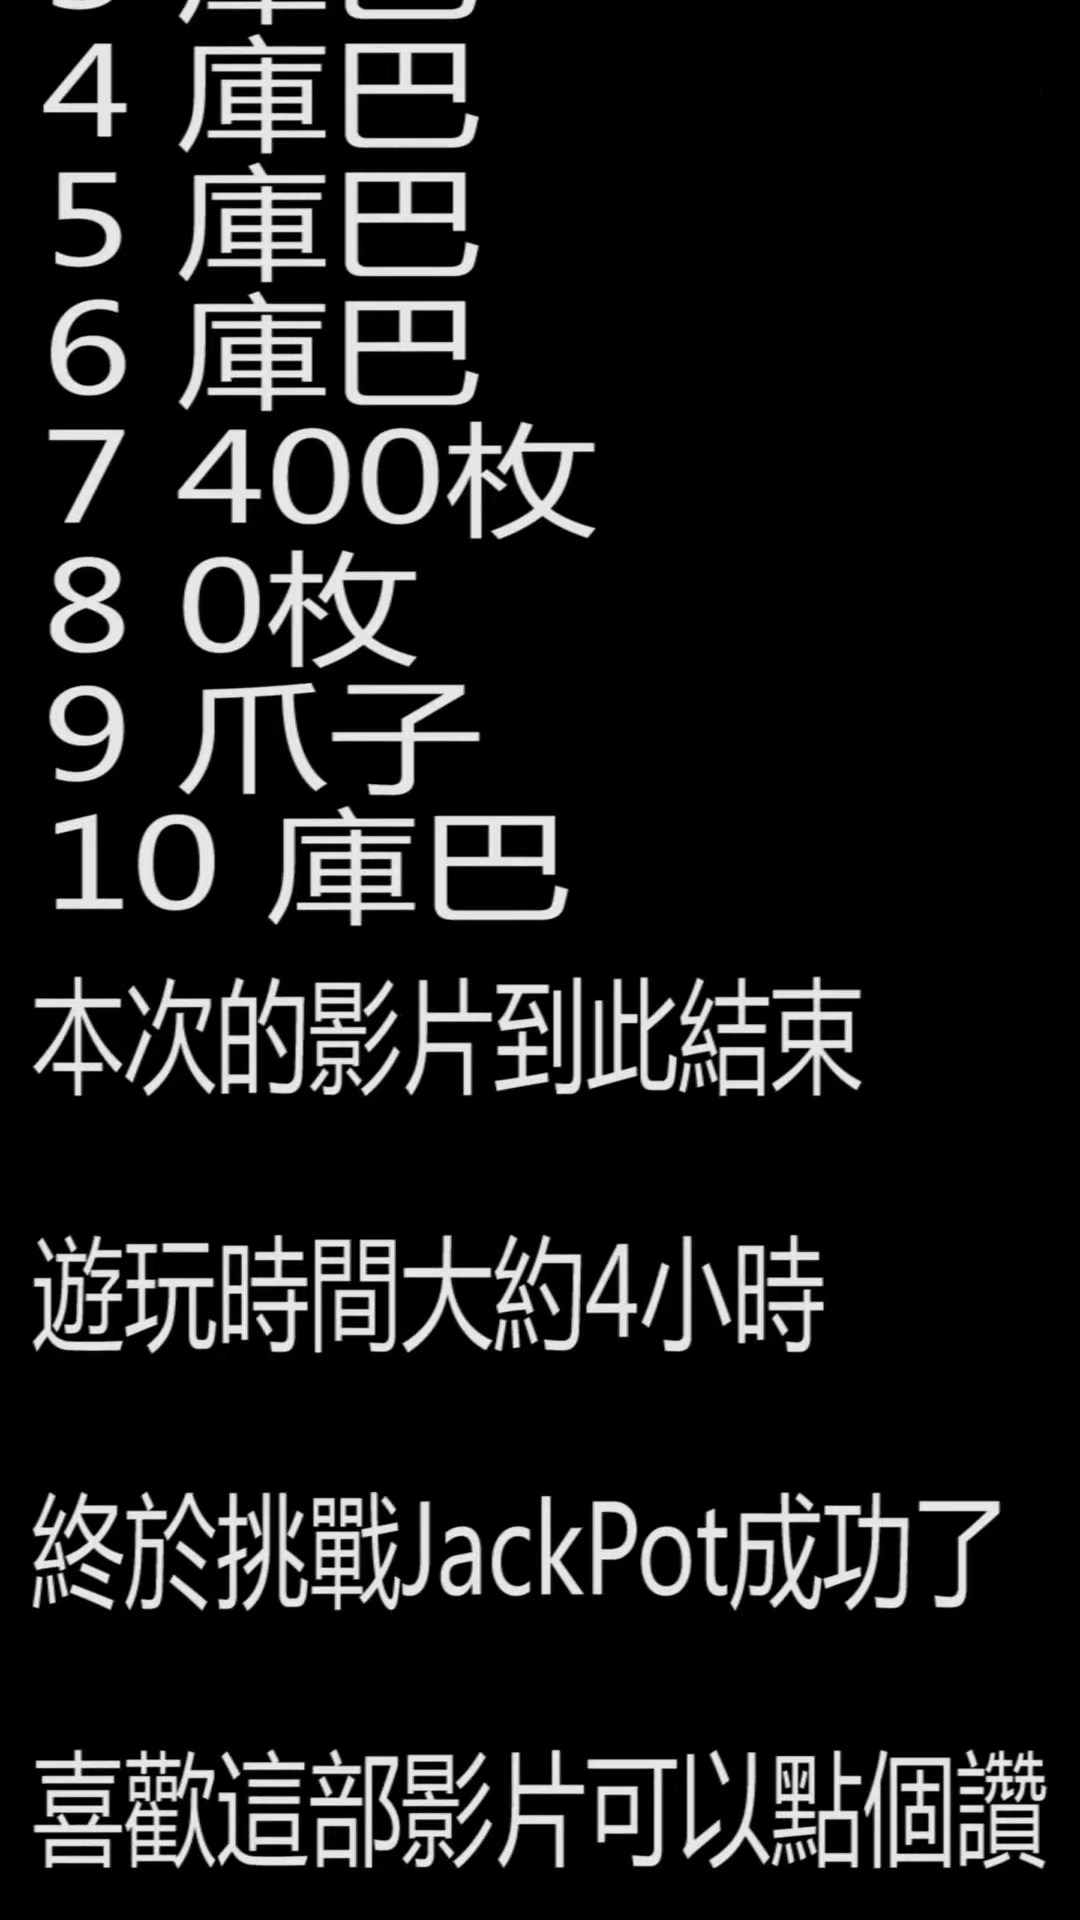 4 庫巴
5 庫巴
6 庫巴
7 400枚
8 0枚
9 爪子
10 庫巴
本次的影片到此結束
遊玩時間大約4小時
終於挑戰JackPot成功了
喜歡這部影片可以點個讚